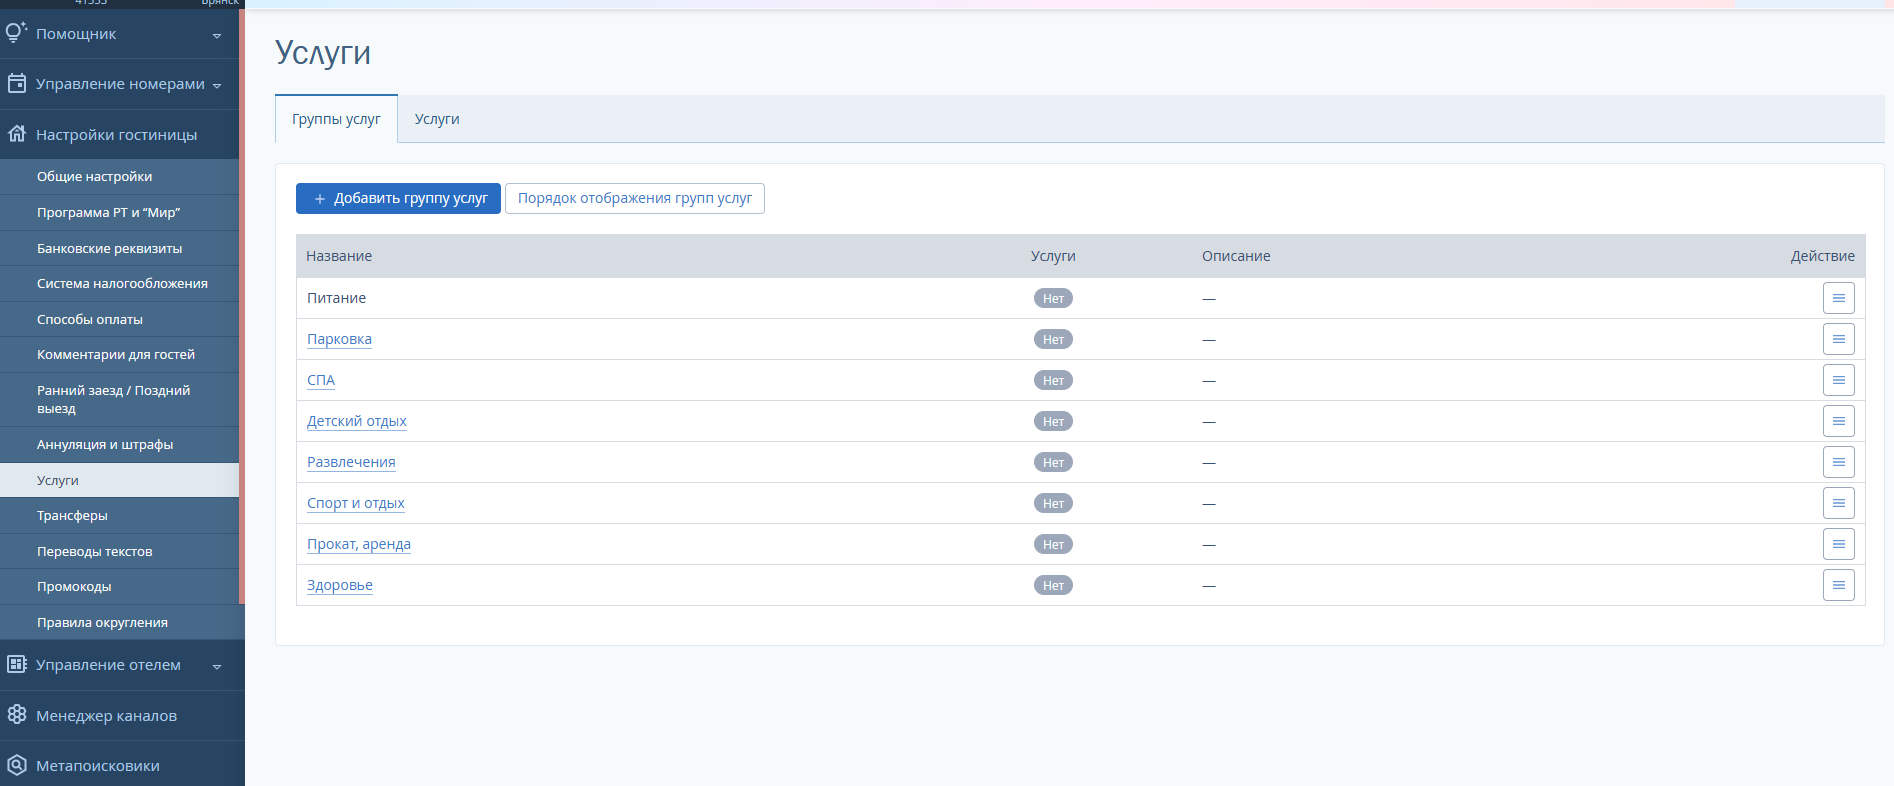 41555
Брянск
Помощник
Управление номерами
Настройки гостиницы
Общие настройки
Программа РТ и “Мир”
Банковские реквизиты
Система налогообложения
Способы оплаты
Комментарии для гостей
Ранний заезд / Поздний
выезд
Аннуляция и штрафы
Услуги
Трансферы
Переводы текстов
Промокоды
Правила округления
Управление отелем
Менеджер каналов
Метапоисковики
Услуги
Группы услуг Услуги
+ Добавить группу услуг Порядок отображения групп услуг
Название Услуги Описание Действие
Питание Нет —
Парковка Нет —
СПА Нет —
Детский отдых Нет —
Развлечения Нет —
Спорт и отдых Нет —
Прокат, аренда Нет —
Здоровье Нет —